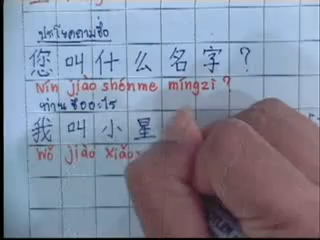 ประโยคถามชื่อ
您叫什么名字？
Nín jiào shénme míngzi?
ท่าน ชื่ออะไร
我叫小星
wǒ jiào xiǎo